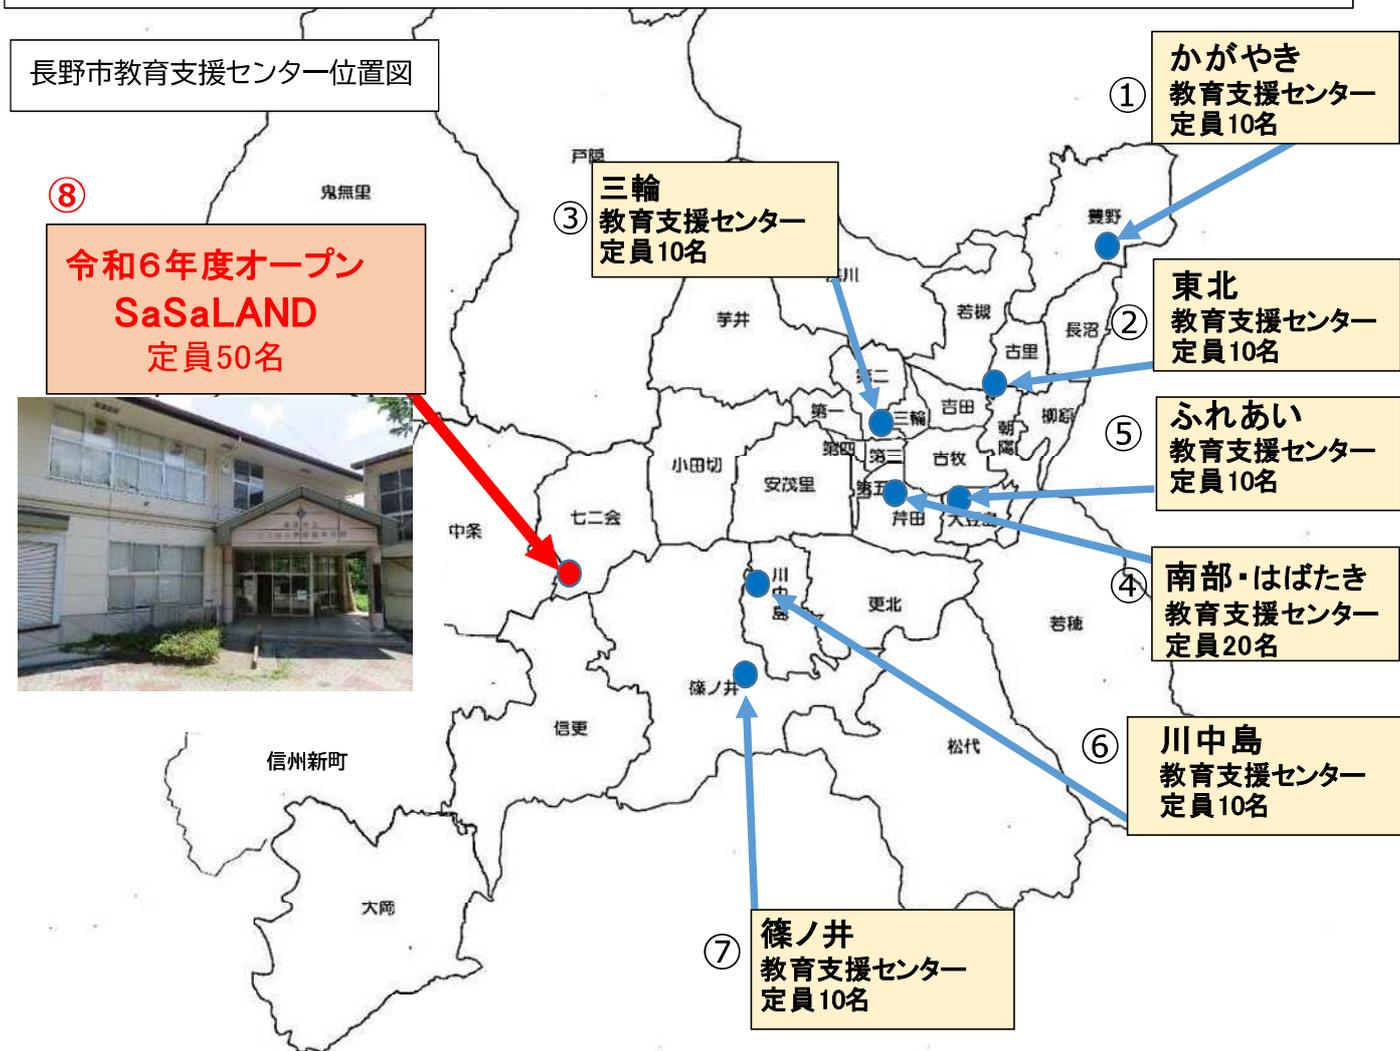 長野市教育支援センター位置図
①
かがやき
教育支援センター
定員10名
戸隠
鬼無里
⑧
令和6年度オープン
SaSaLAND
定員50名
③
三輪
教育支援センター
定員10名
豊野
②
東北
教育支援センター
定員10名
川
芋井
若槻
長沼
古里
第二
第一
三輪
吉田
朝陽
柳原
⑤
ふれあい
教育支援センター
定員10名
第四
第三
古牧
小田切
安茂里
第五
芹田
大豆島
中条
七二会
④
南部・はばたき
教育支援センター
定員20名
川中島
更北
若穂
篠ノ井
信更
松代
⑥
川中島
教育支援センター
定員10名
信州新町
大岡
⑦
篠ノ井
教育支援センター
定員10名